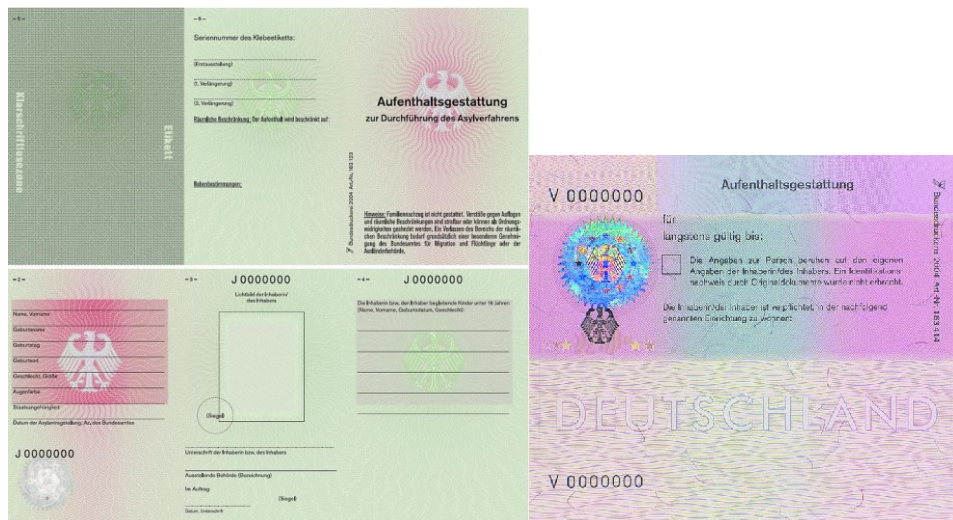 – 5 –
Klarschriftlesezone
Etikett
– 6 –
Seriennummer des Klebeetiketts:
(Erstausstellung)
(1. Verlängerung)
(2. Verlängerung)
Räumliche Beschränkung: Der Aufenthalt wird beschränkt auf:
Nebenbestimmungen:
Bundesdruckerei 2004 Art.-Nr. 163 133
Aufenthaltsgestattung
zur Durchführung des Asylverfahrens
Hinweise: Familiennachzug ist nicht gestattet. Verstöße gegen Auflagen
und räumliche Beschränkungen sind strafbar oder können als Ordnungs-
widrigkeiten geahndet werden. Ein Verlassen des Bereichs der räumli-
chen Beschränkung bedarf grundsätzlich einer besonderen Genehmi-
gung des Bundesamtes für Migration und Flüchtlinge oder der
Ausländerbehörde.
– 2 –
Name, Vorname
Geburtsname
Geburtstag
Geburtsort
Geschlecht, Größe
Augenfarbe
Staatsangehörigkeit
Datum der Asylantragstellung; Az. des Bundesamtes
J 0000000
– 3 –
J 0000000
Lichtbild der Inhaberin/
des Inhabers
(Siegel)
Unterschrift der Inhaberin bzw. des Inhabers
Ausstellende Behörde (Bezeichnung)
Im Auftrag
(Siegel)
Datum, Unterschrift
– 4 –
J 0000000
Die Inhaberin bzw. den Inhaber begleitende Kinder unter 16 Jahren
(Name, Vorname, Geburtsdatum, Geschlecht):
V 0000000
Aufenthaltsgestattung
für
längstens gültig bis:
Die Angaben zur Person beruhen auf den eigenen
Angaben der Inhaberin/des Inhabers. Ein Identifikations-
nachweis durch Originaldokumente wurde nicht erbracht.
Die Inhaberin/der Inhaber ist verpflichtet, in der nachfolgend
genannten Einrichtung zu wohnen:
Bundesdruckerei 2004 Art.-Nr. 163 414
DEUTSCHLAND
V 0000000